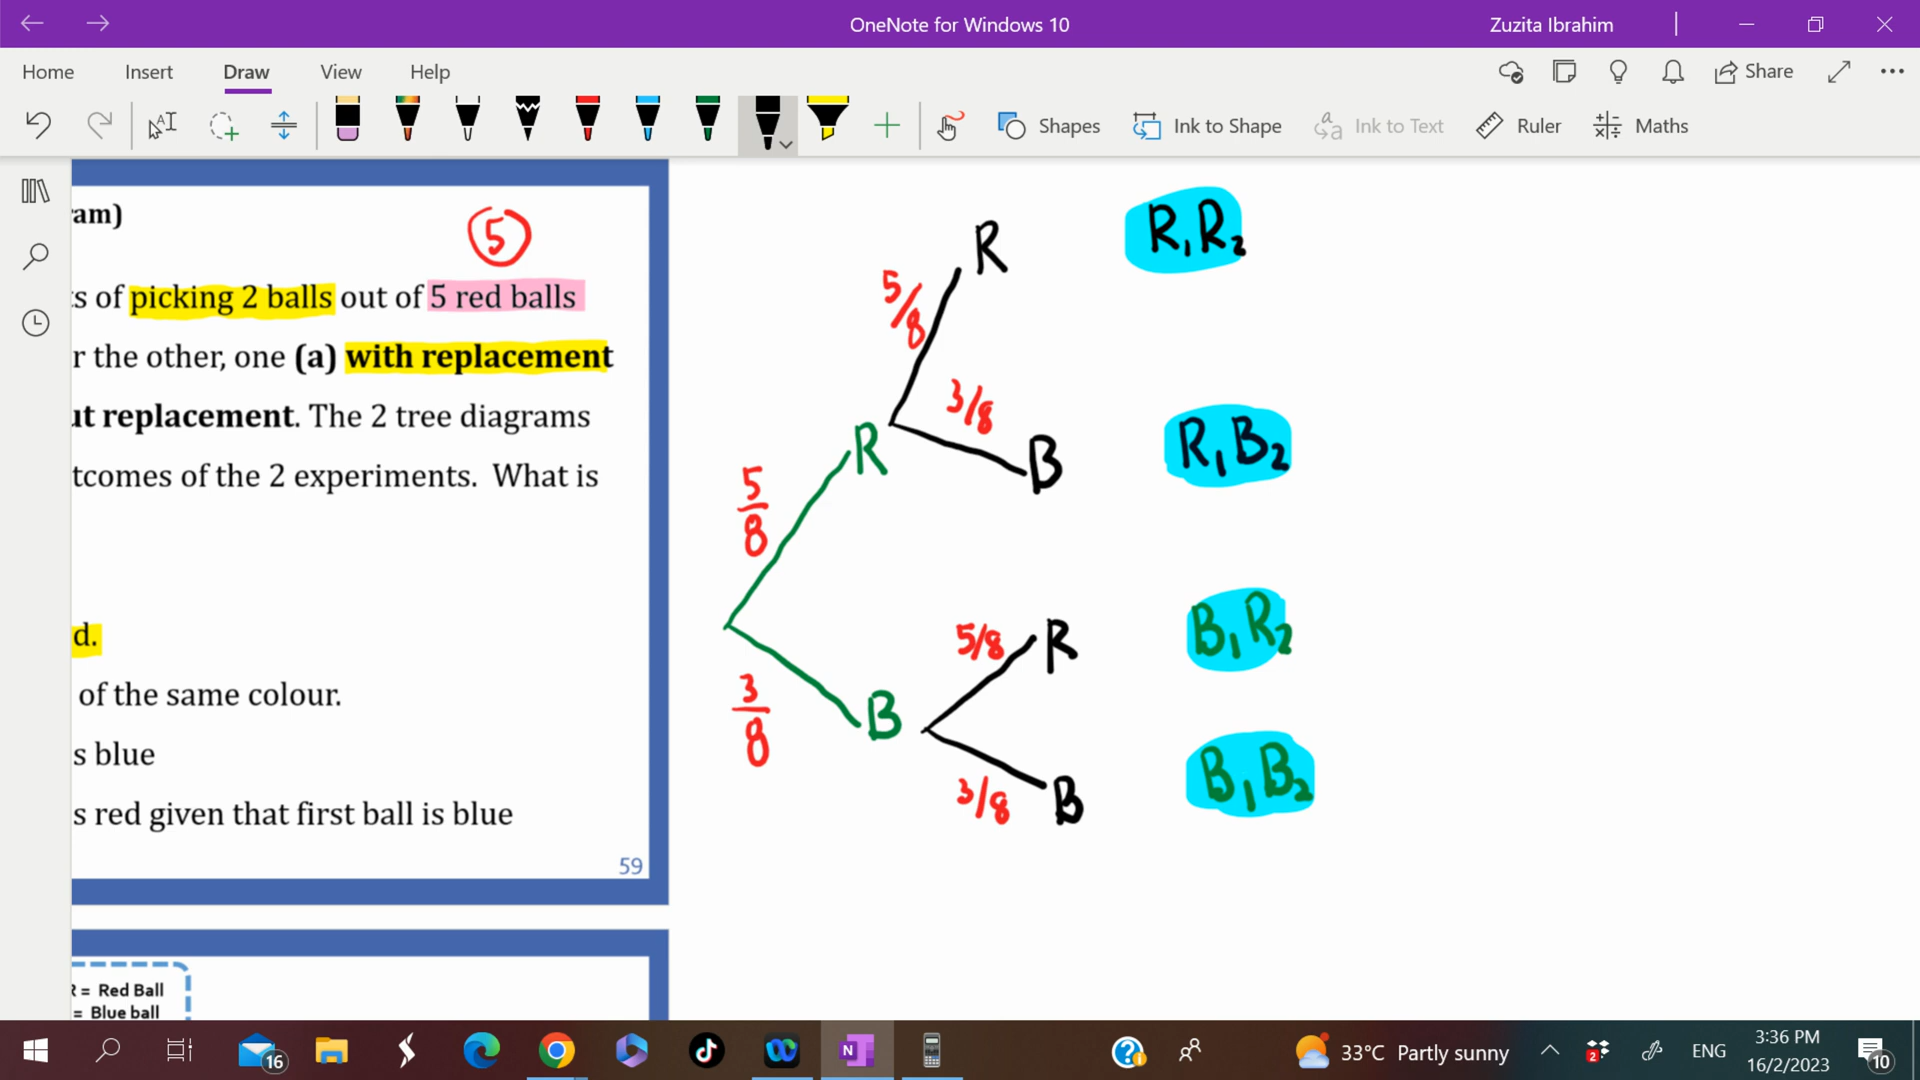 OneNote for Windows 10
Zuzita Ibrahim
Home Insert Draw View Help
Share
Shapes Ink to Shape Ink to Text Ruler Maths
ram)
5
ts of picking 2 balls out of 5 red balls
r the other, one (a) with replacement
ut replacement. The 2 tree diagrams
tcomes of the 2 experiments. What is
d.
of the same colour.
s blue
s red given that first ball is blue
59
R = Red Ball
= Blue ball
R
R₁R₂
5/8
3/8
R
B
R₁B₂
5/8
5/8
R
B₁R₂
3/8
B
3/8
B
B₁B₂
16
33°C Partly sunny
2
ENG
3:36 PM
16/2/2023
10